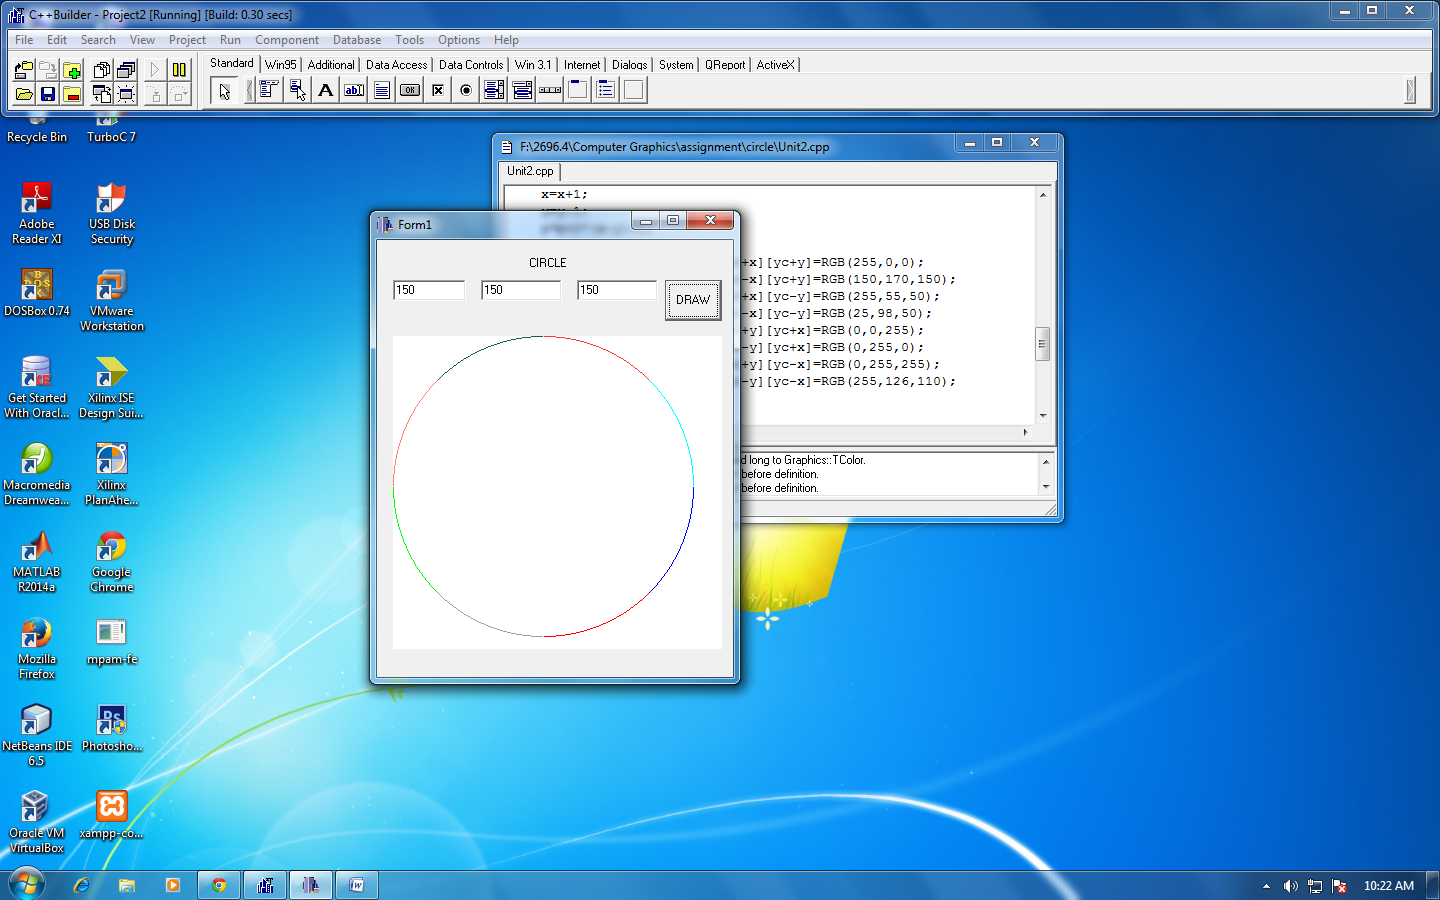 C++Builder - Project2 [Running] [Build: 0.30 secs]
File Edit Search View Project Run Component Database Tools Options Help
Standard Win95 Additional Data Access Data Controls Win 3.1 Internet Dialogs System QReport ActiveX
A ab OK
Recycle Bin
TurboC 7
Adobe
Reader XI
USB Disk
Security
DOSBox 0.74
VMware
Workstation
Get Started
With Oracl...
Xilinx ISE
Design Sui...
Macromedia
Dreamwea...
Xilinx
PlanAhe...
MATLAB
R2014a
Google
Chrome
Mozilla
Firefox
mpam-fe
NetBeans IDE
6.5
Photosho...
Oracle VM
VirtualBox
xampp-co...
F:\2696.4\Computer Graphics\assignment\circle\Unit2.cpp
Unit2.cpp
x=x+1;
+x][yc+y]=RGB(255,0,0);
-x][yc+y]=RGB(150,170,150);
+x][yc-y]=RGB(255,55,50);
-x][yc-y]=RGB(25,98,50);
+y][yc+x]=RGB(0,0,255);
-y][yc+x]=RGB(0,255,0);
+y][yc-x]=RGB(0,255,255);
-y][yc-x]=RGB(255,126,110);
d long to Graphics::TColor.
before definition.
before definition.
Form1
CIRCLE
150 150 150 DRAW
10:22 AM